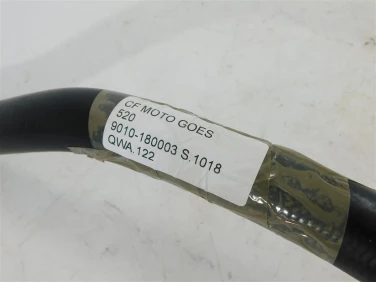 CF MOTO GOES
520
9010-180003 S.1018
QWA.122